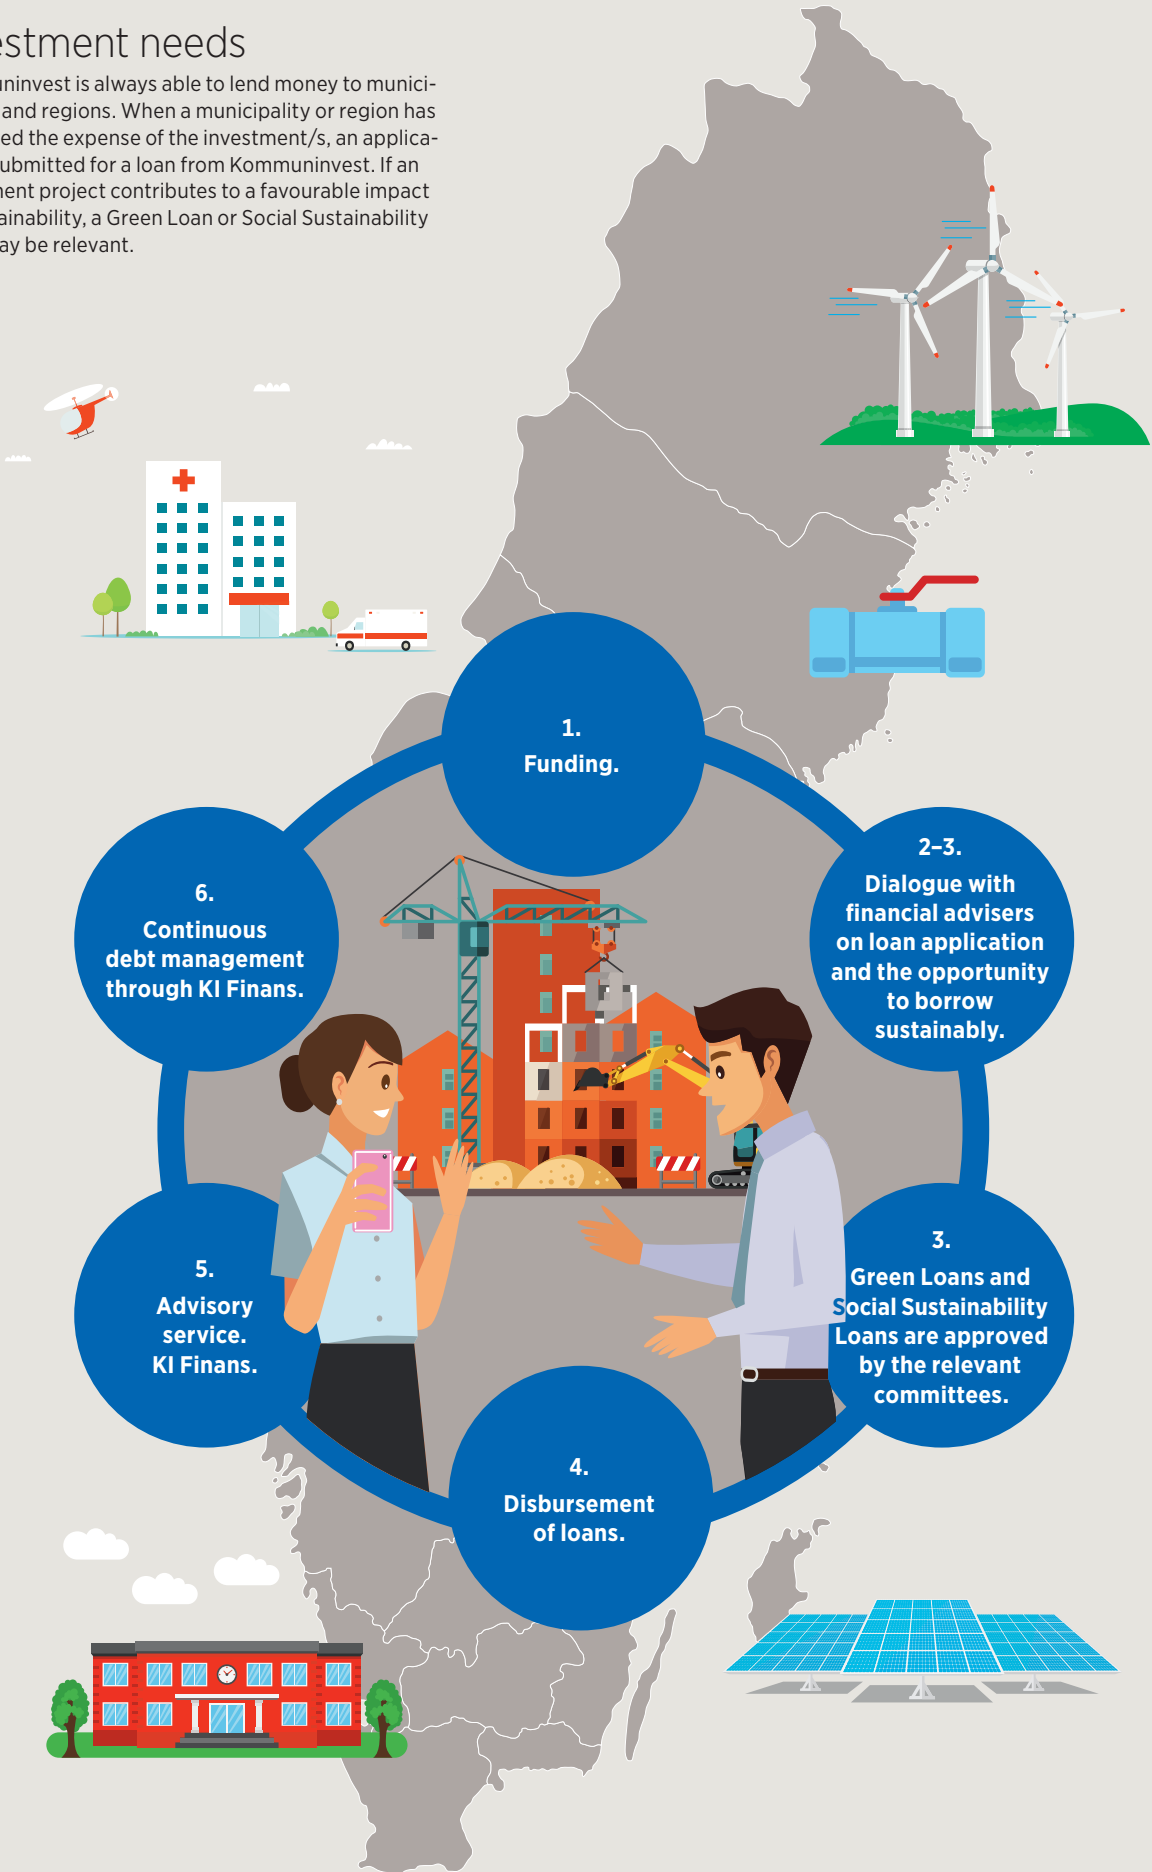 estment needs
uninvest is always able to lend money to munici-
and regions. When a municipality or region has
ed the expense of the investment/s, an applica-
ubmitted for a loan from Kommuninvest. If an
ment project contributes to a favourable impact
ainability, a Green Loan or Social Sustainability
ay be relevant.
1.
Funding.
2–3.
Dialogue with
financial advisers
on loan application
and the opportunity
to borrow
sustainably.
3.
Green Loans and
Social Sustainability
Loans are approved
by the relevant
committees.
4.
Disbursement
of loans.
5.
Advisory
service.
KI Finans.
6.
Continuous
debt management
through KI Finans.